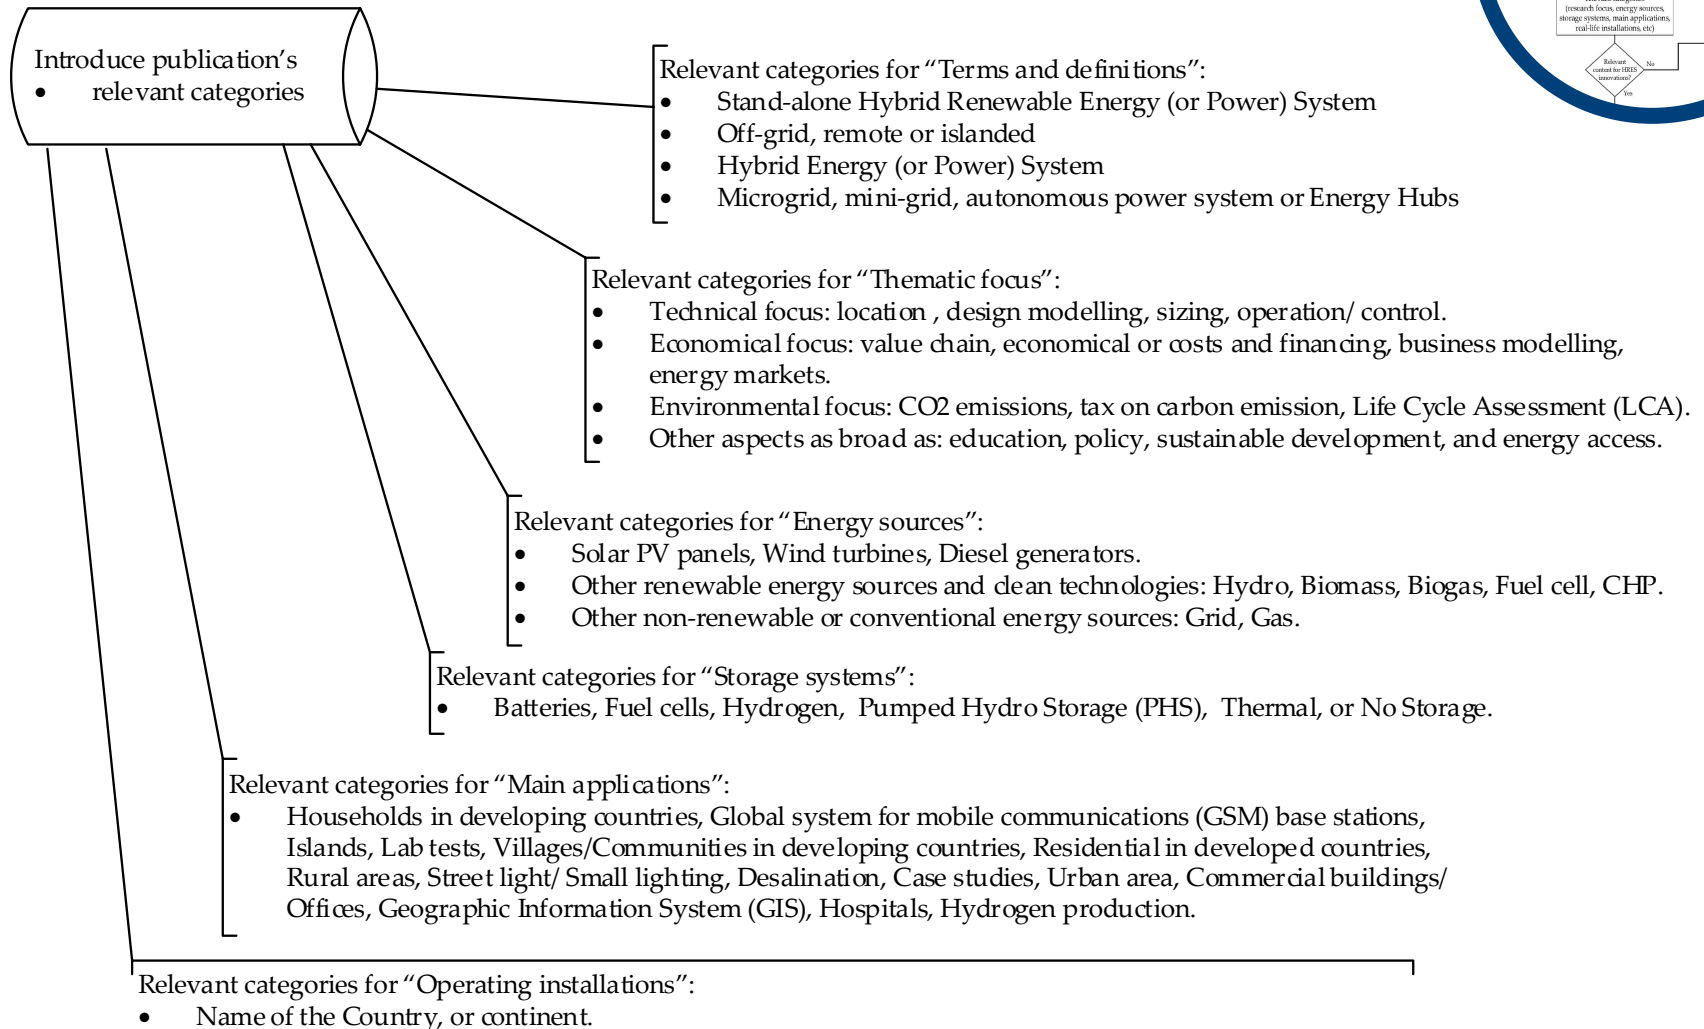 Introduce publication's
• relevant categories
(research focus, energy sources,
storage systems, main applications,
real-life installations, etc)
Relevant
content for HRES
innovations?
No
Yes
Relevant categories for “Terms and definitions”:
• Stand-alone Hybrid Renewable Energy (or Power) System
• Off-grid, remote or islanded
• Hybrid Energy (or Power) System
• Microgrid, mini-grid, autonomous power system or Energy Hubs
Relevant categories for “Thematic focus”:
• Technical focus: location , design modelling, sizing, operation/ control.
• Economical focus: value chain, economical or costs and financing, business modelling,
energy markets.
• Environmental focus: CO2 emissions, tax on carbon emission, Life Cycle Assessment (LCA).
• Other aspects as broad as: education, policy, sustainable development, and energy access.
Relevant categories for “Energy sources”:
• Solar PV panels, Wind turbines, Diesel generators.
• Other renewable energy sources and clean technologies: Hydro, Biomass, Biogas, Fuel cell, CHP.
• Other non-renewable or conventional energy sources: Grid, Gas.
Relevant categories for “Storage systems”:
• Batteries, Fuel cells, Hydrogen, Pumped Hydro Storage (PHS), Thermal, or No Storage.
Relevant categories for “Main applications”:
• Households in developing countries, Global system for mobile communications (GSM) base stations,
Islands, Lab tests, Villages/Communities in developing countries, Residential in developed countries,
Rural areas, Street light/ Small lighting, Desalination, Case studies, Urban area, Commercial buildings/
Offices, Geographic Information System (GIS), Hospitals, Hydrogen production.
Relevant categories for “Operating installations”:
• Name of the Country, or continent.